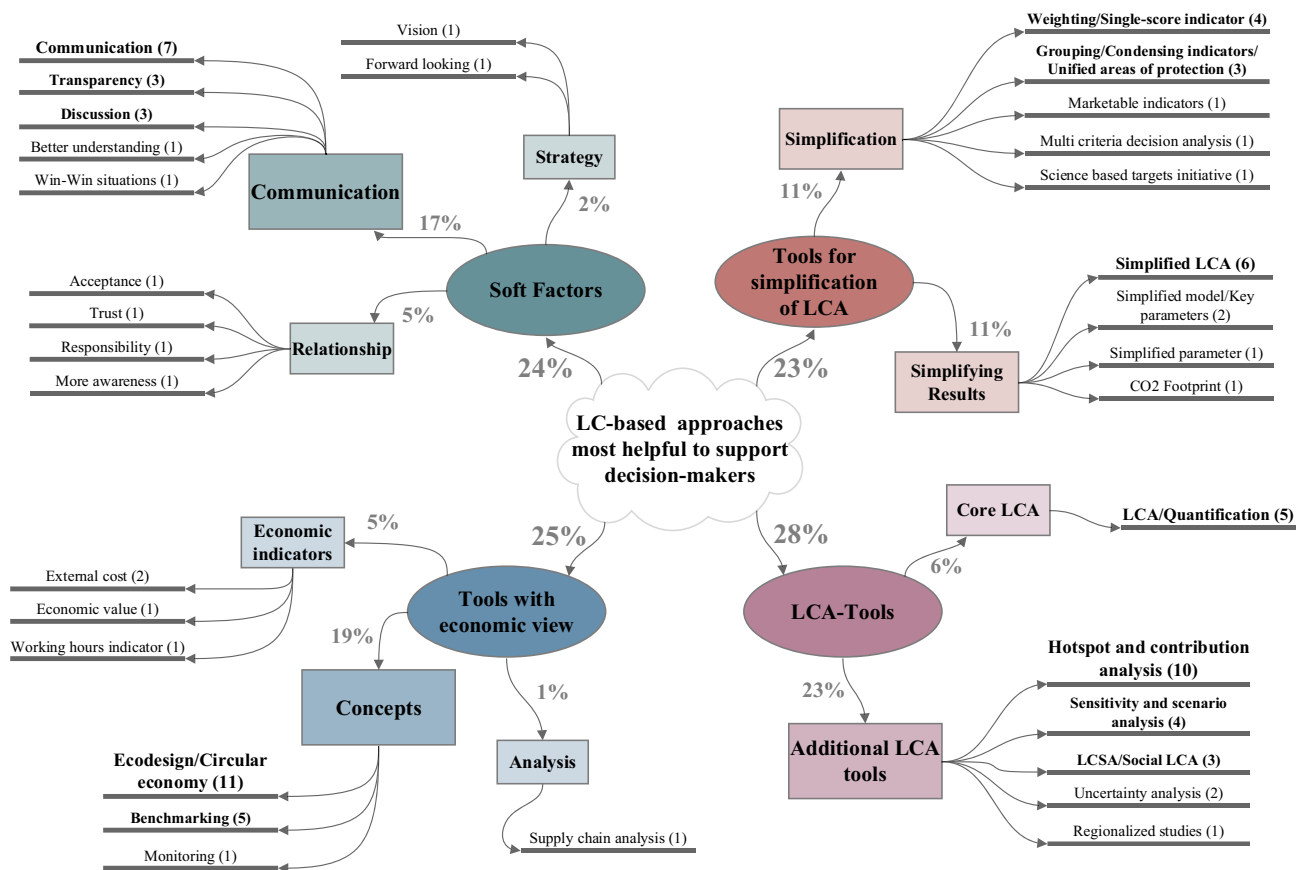 Communication (7)
Transparency (3)
Discussion (3)
Better understanding (1)
Win-Win situations (1)
Communication
17%
Vision (1)
Forward looking (1)
Strategy
2%
Soft Factors
Acceptance (1)
Trust (1)
Responsibility (1)
More awareness (1)
Relationship
5%
24%
Weighting/Single-score indicator (4)
Grouping/Condensing indicators/
Unified areas of protection (3)
Marketable indicators (1)
Multi criteria decision analysis (1)
Science based targets initiative (1)
Simplification
11%
Tools for
simplification
of LCA
23%
11%
Simplifying
Results
Simplified LCA (6)
Simplified model/Key
parameters (2)
Simplified parameter (1)
CO2 Footprint (1)
LC-based approaches
most helpful to support
decision-makers
25%
Economic
indicators
5%
External cost (2)
Economic value (1)
Working hours indicator (1)
Tools with
economic view
19%
Concepts
Ecodesign/Circular
economy (11)
Benchmarking (5)
Monitoring (1)
1%
Analysis
Supply chain analysis (1)
28%
Core LCA
6%
LCA/Quantification (5)
LCA-Tools
23%
Additional LCA
tools
Hotspot and contribution
analysis (10)
Sensitivity and scenario
analysis (4)
LCSA/Social LCA (3)
Uncertainty analysis (2)
Regionalized studies (1)